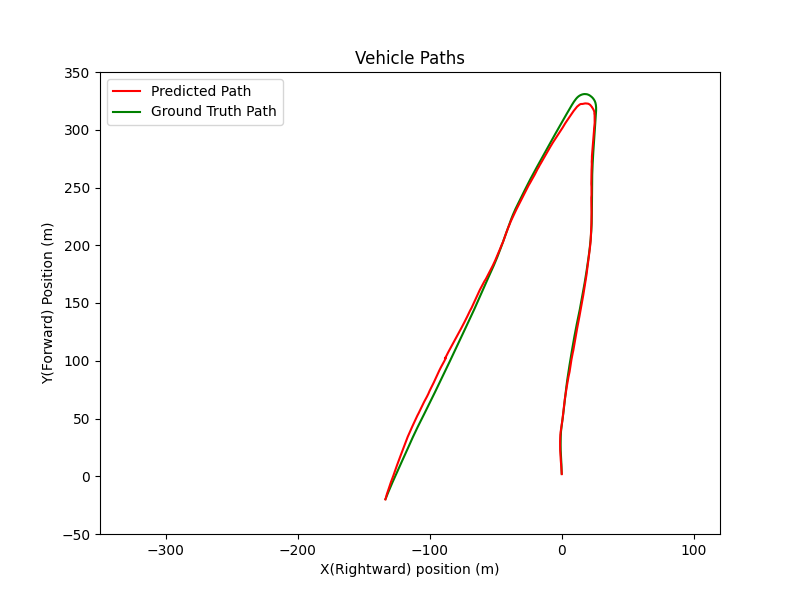 Vehicle Paths
Predicted Path
Ground Truth Path
350
300
250
200
150
100
50
0
−50
Y(Forward) Position (m)
−300
−200
−100
0
100
X(Rightward) position (m)